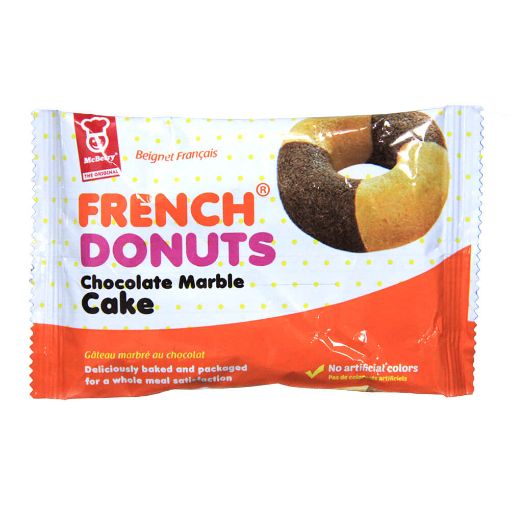 McBerry®
THE ORIGINAL
Beignet Français
FRENCH®
DONUTS
Chocolate Marble
Cake
Gâteau marbré au chocolat
Deliciously baked and packaged
for a whole meal satisfaction
No artificial colors
Pas de colorants artificiels